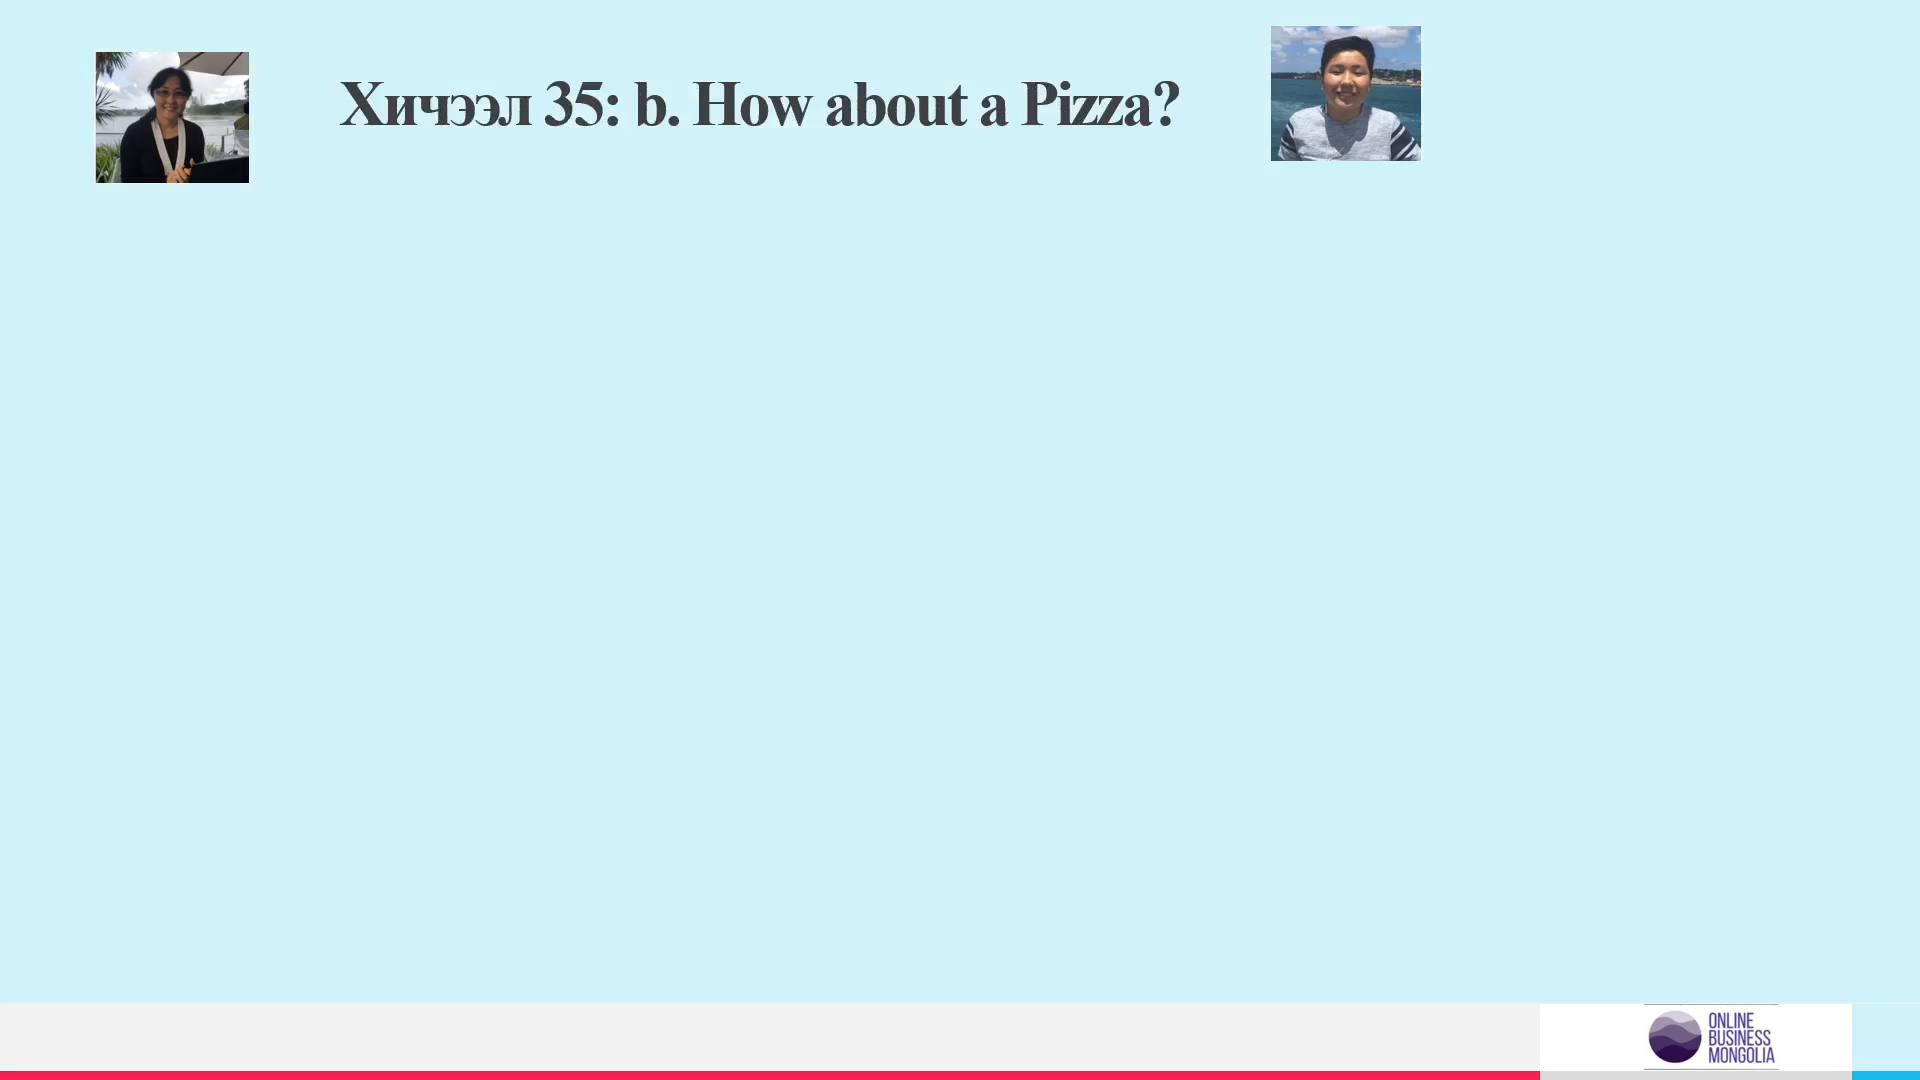 Хичээл 35: b. How about a Pizza?
ONLINE
BUSINESS
MONGOLIA